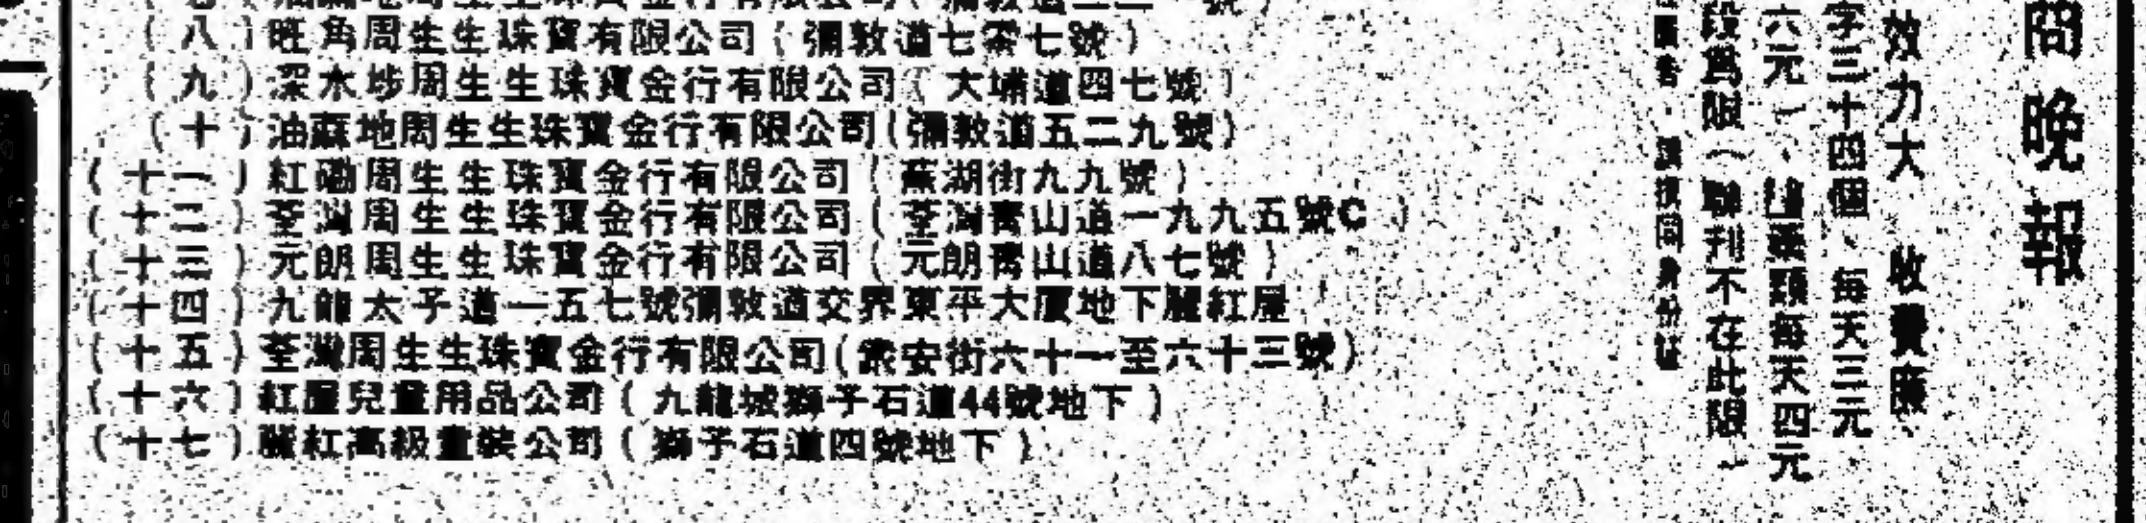 (八)旺角周生生珠寶有限公司(彌敦道七零七號)
(九)深水埗周生生珠寶金行有限公司(大埔道四七號)
(十)油蔴地周生生珠寶金行有限公司(彌敦道五二九號)
(十一)紅磡周生生珠寶金行有限公司(蕪湖街九九號)
(十二)荃灣周生生珠寶金行有限公司(荃灣靑山道一九九五號C)
(十三)元朗周生生珠寶金行有限公司(元朗靑山道八七號)
(十四)九龍太子道一五七號彌敦道交界東平大廈地下麗紅屋
(十五)荃灣周生生珠寶金行有限公司(衆安街六十一至六十三號)
(十六)紅屋兒童用品公司(九龍城獅子石道44號地下)
(十七)麗紅高級童裝公司(獅子石道四號地下)
商晚報
效力大 收費廉、
字三十四個、每天三元、
六元)、每天四元
段爲限(聯刊不在此限、)